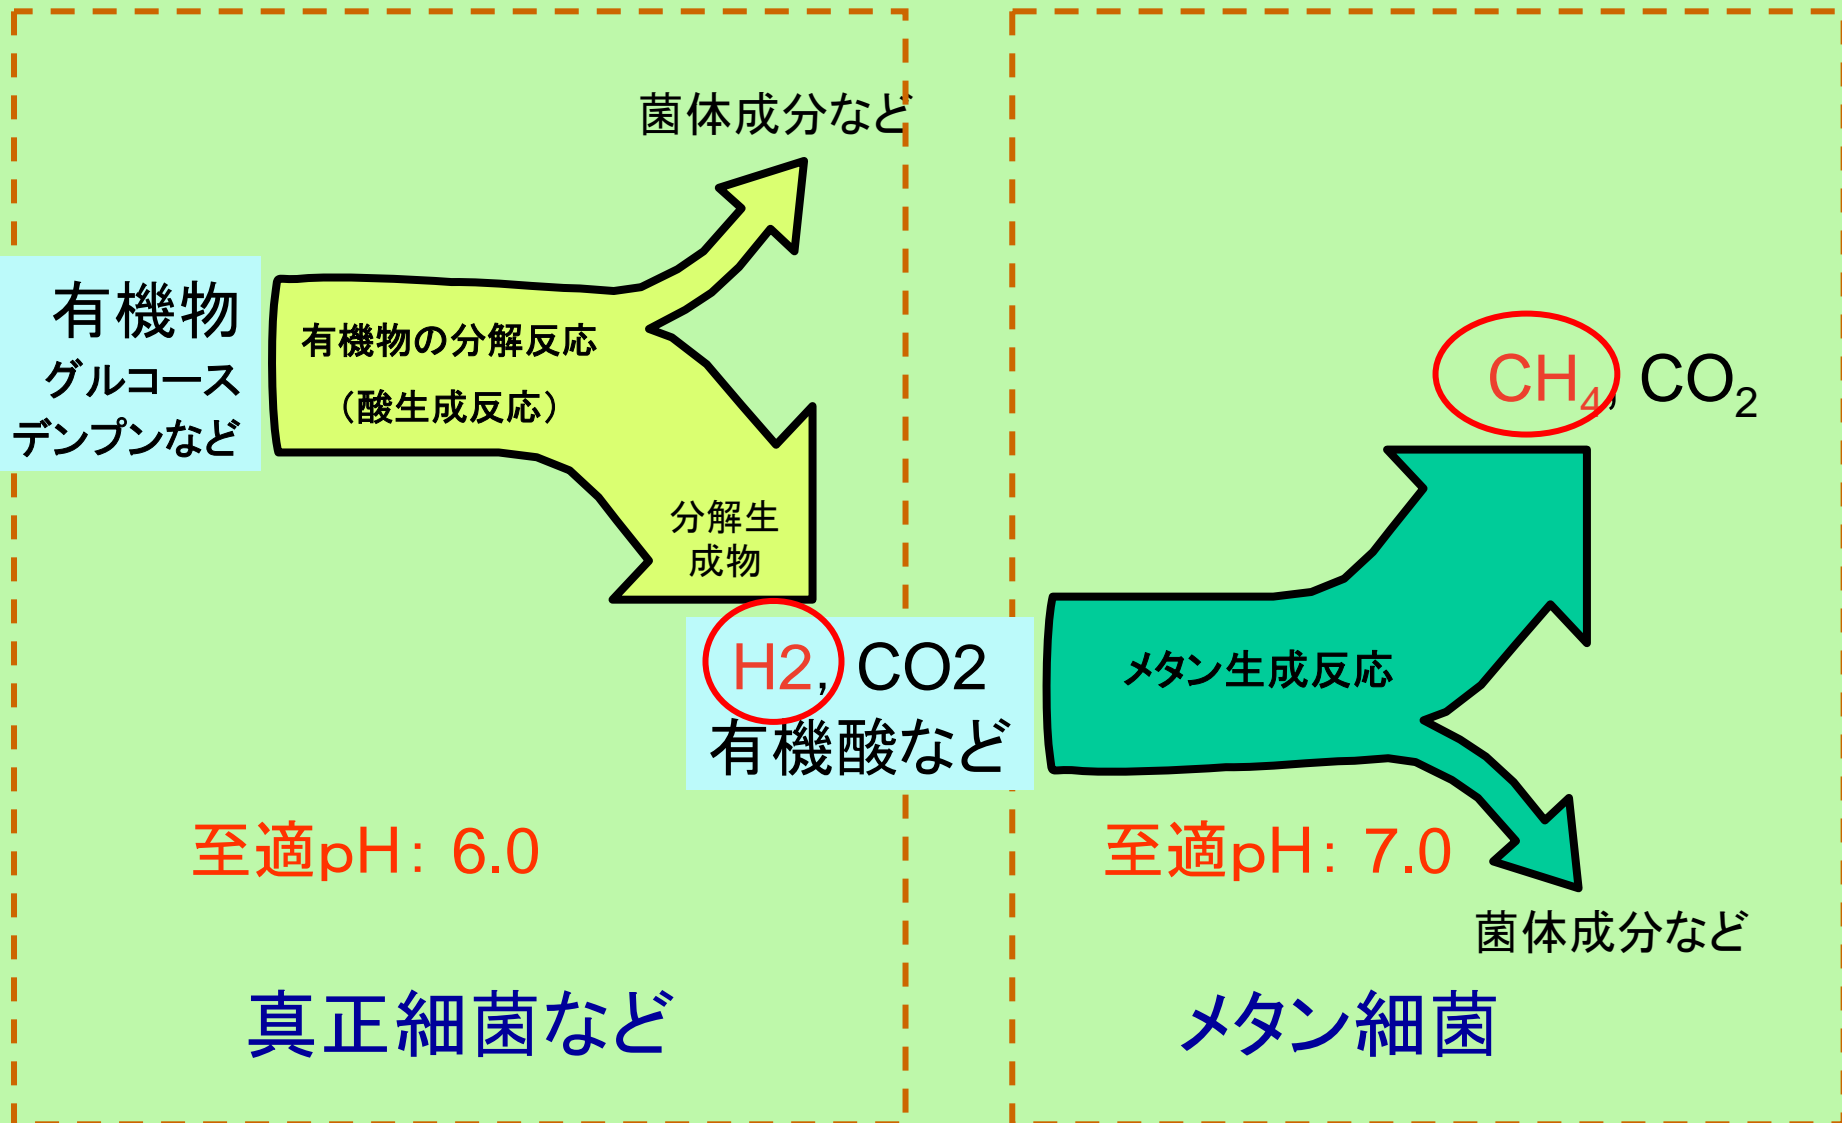 菌体成分など
有機物
グルコース
デンプンなど
有機物の分解反応
（酸生成反応）
分解生
成物
H2, CO2
有機酸など
至適pH： 6.0
真正細菌など
CH₄, CO₂
メタン生成反応
至適pH： 7.0
菌体成分など
メタン細菌